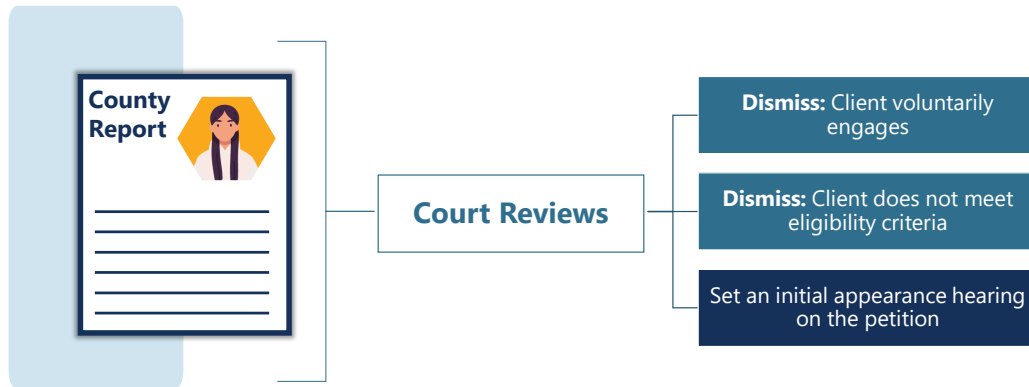 County
Report
Court Reviews
Dismiss: Client voluntarily
engages
Dismiss: Client does not meet
eligibility criteria
Set an initial appearance hearing
on the petition